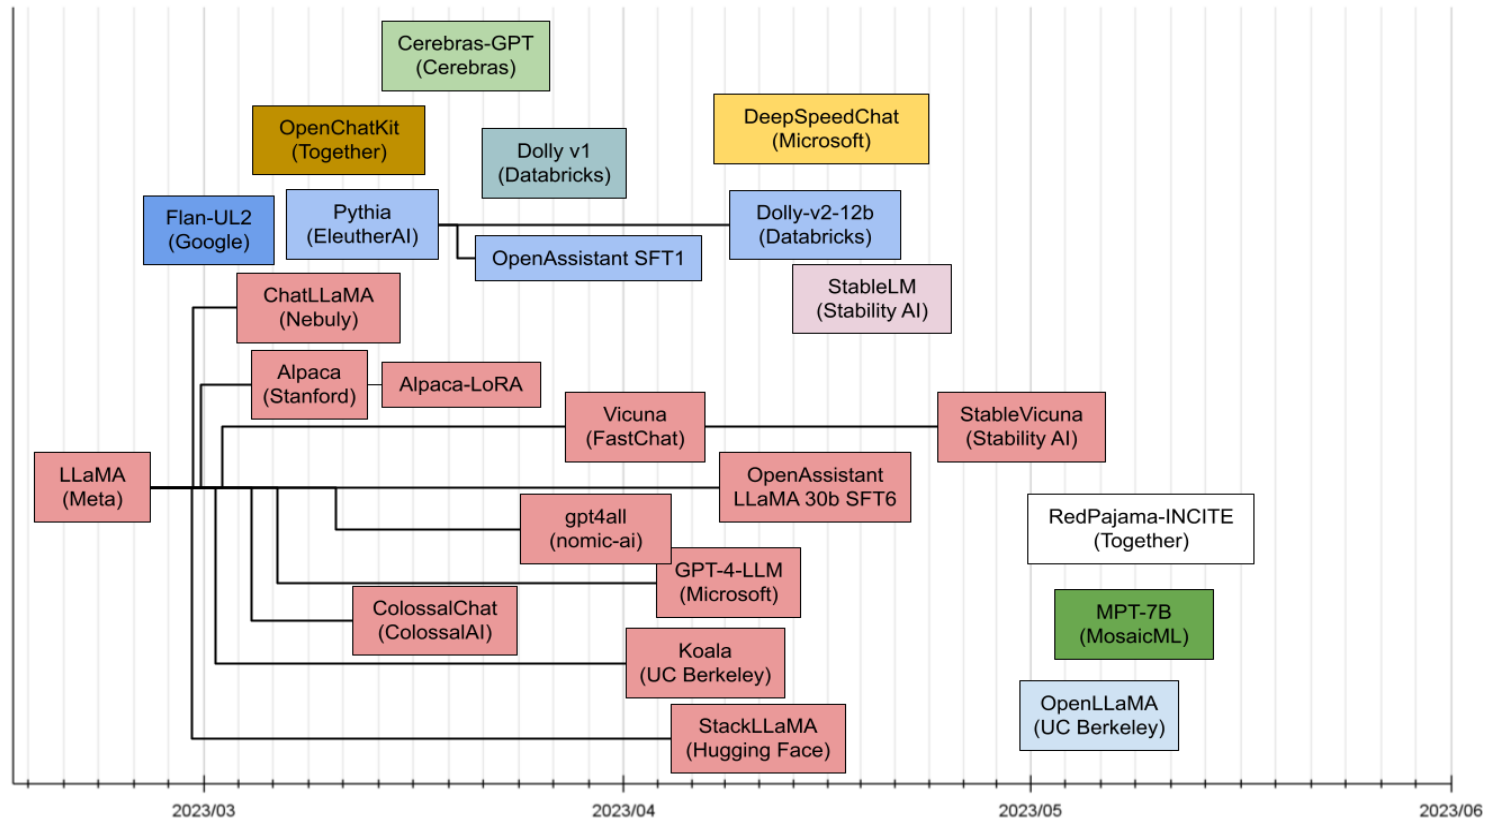 Cerebras-GPT
(Cerebras)
OpenChatKit
(Together)
DeepSpeedChat
(Microsoft)
Dolly v1
(Databricks)
Flan-UL2
(Google)
Pythia
(EleutherAI)
Dolly-v2-12b
(Databricks)
OpenAssistant SFT1
StableLM
(Stability AI)
ChatLLaMA
(Nebuly)
Alpaca
(Stanford)
Alpaca-LoRA
Vicuna
(FastChat)
StableVicuna
(Stability AI)
LLaMA
(Meta)
OpenAssistant
LLaMA 30b SFT6
gpt4all
(nomic-ai)
RedPajama-INCITE
(Together)
GPT-4-LLM
(Microsoft)
ColossalChat
(ColossalAI)
MPT-7B
(MosaicML)
Koala
(UC Berkeley)
OpenLLaMA
(UC Berkeley)
StackLLaMA
(Hugging Face)
2023/03
2023/04
2023/05
2023/06